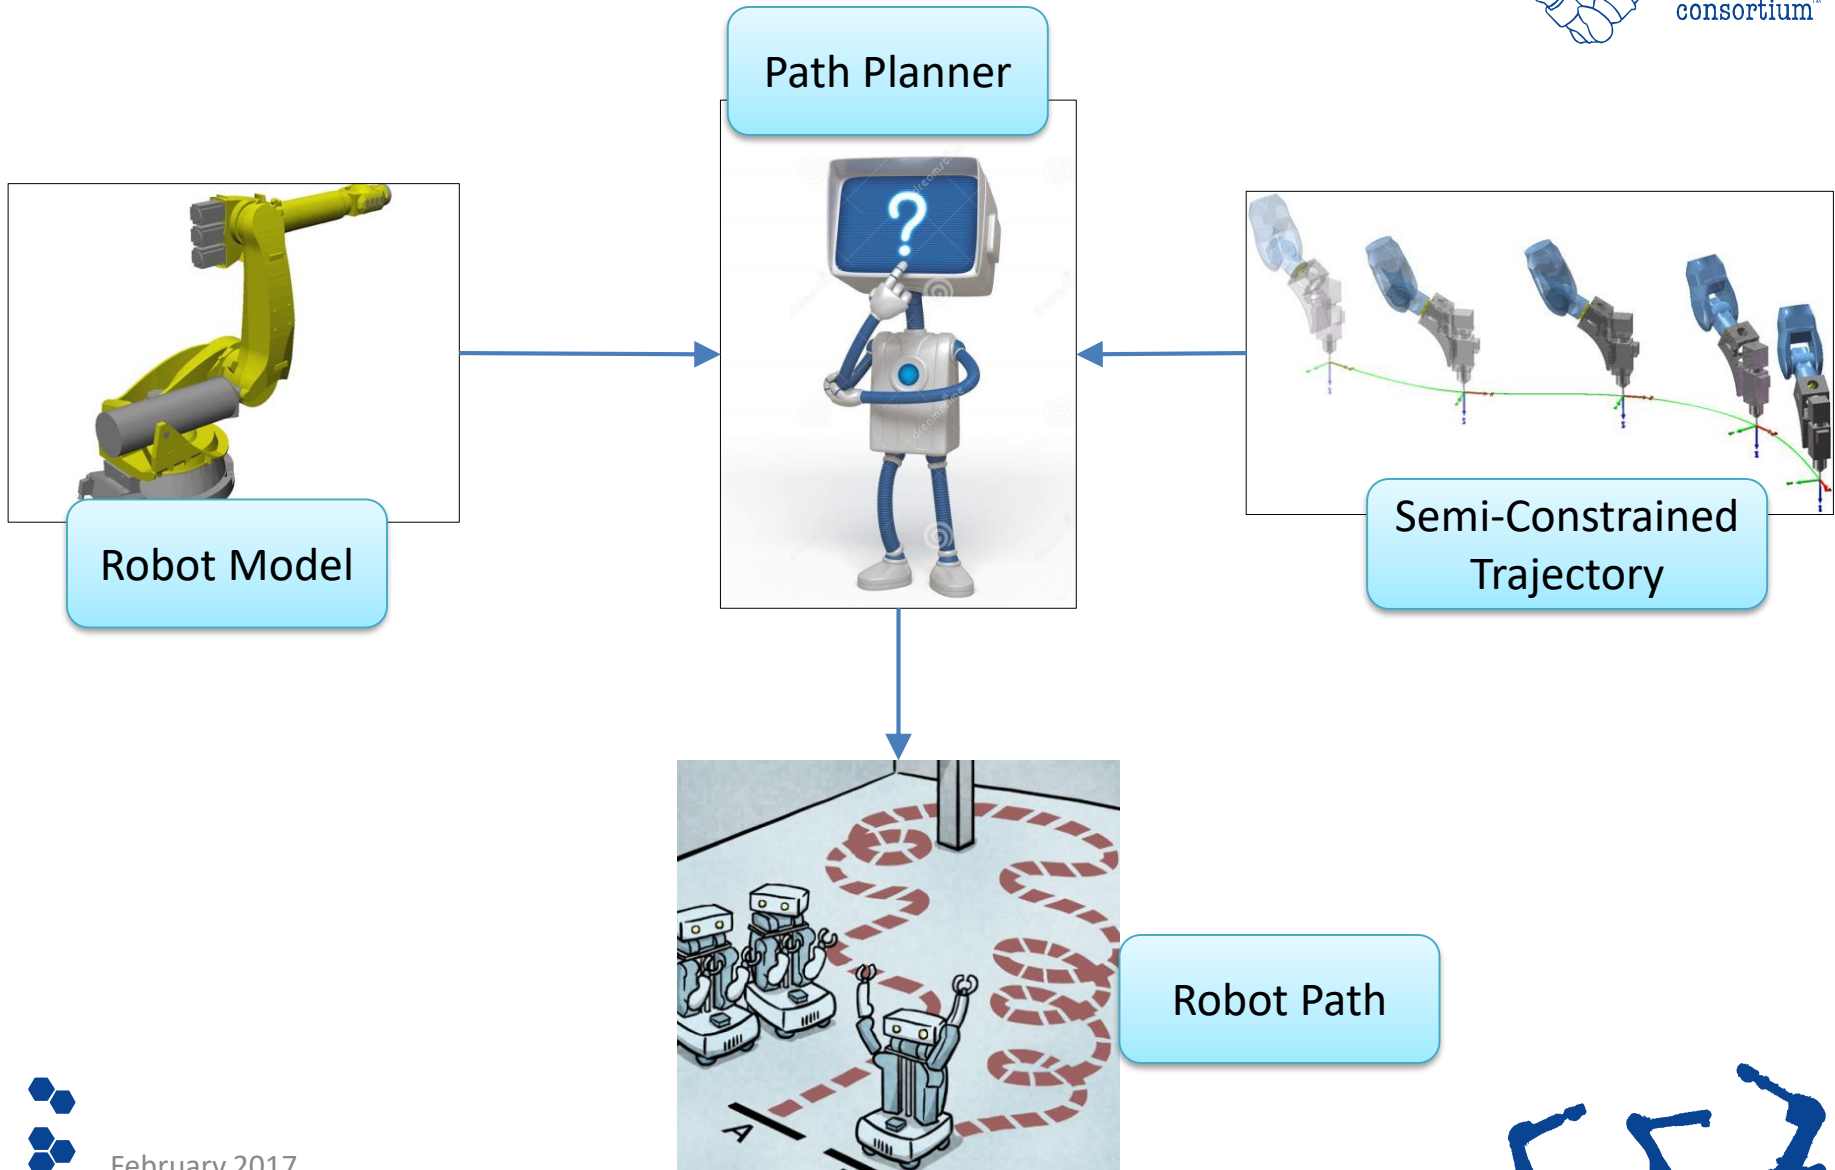 consortium
Path Planner
?
Robot Model
Semi-Constrained
Trajectory
Robot Path
A
February 2017